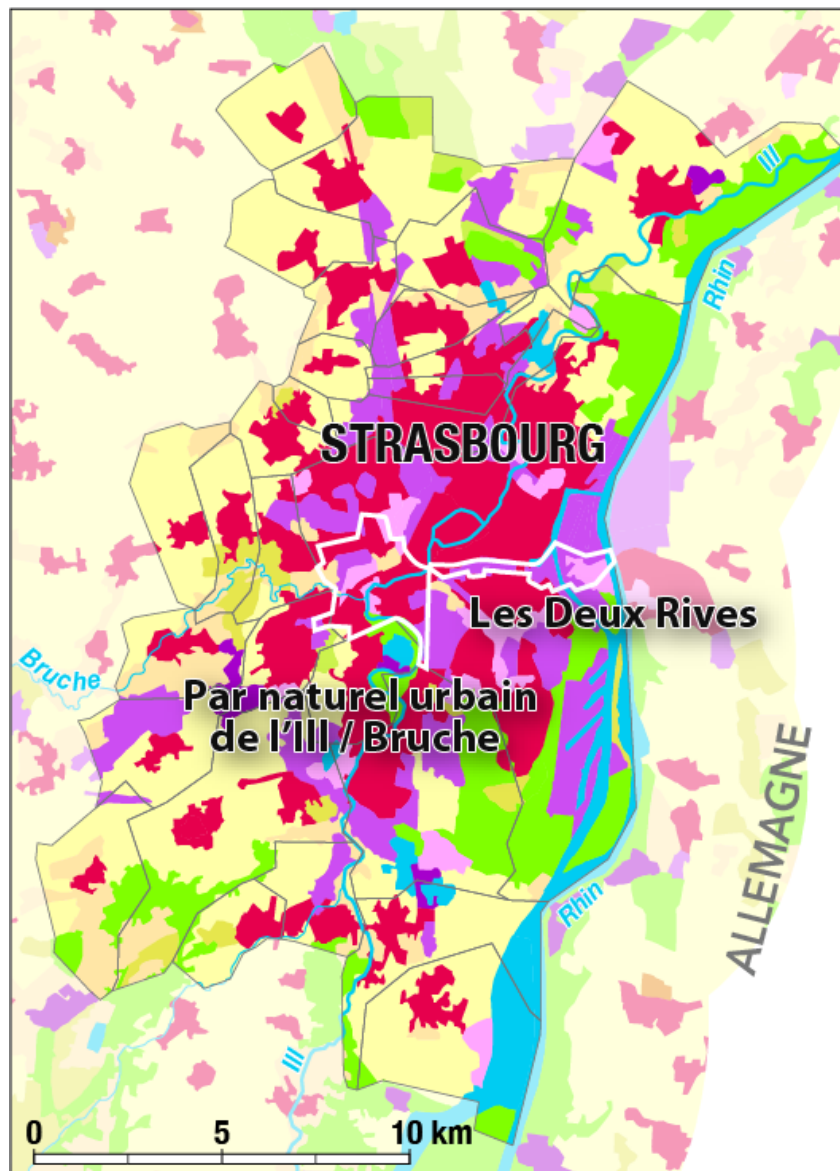 Ill
Rhin
STRASBOURG
Les Deux Rives
Bruche
Par naturel urbain
de l'Ill / Bruche
ALLEMAGNE
Rhin
Ill
0 5 10 km